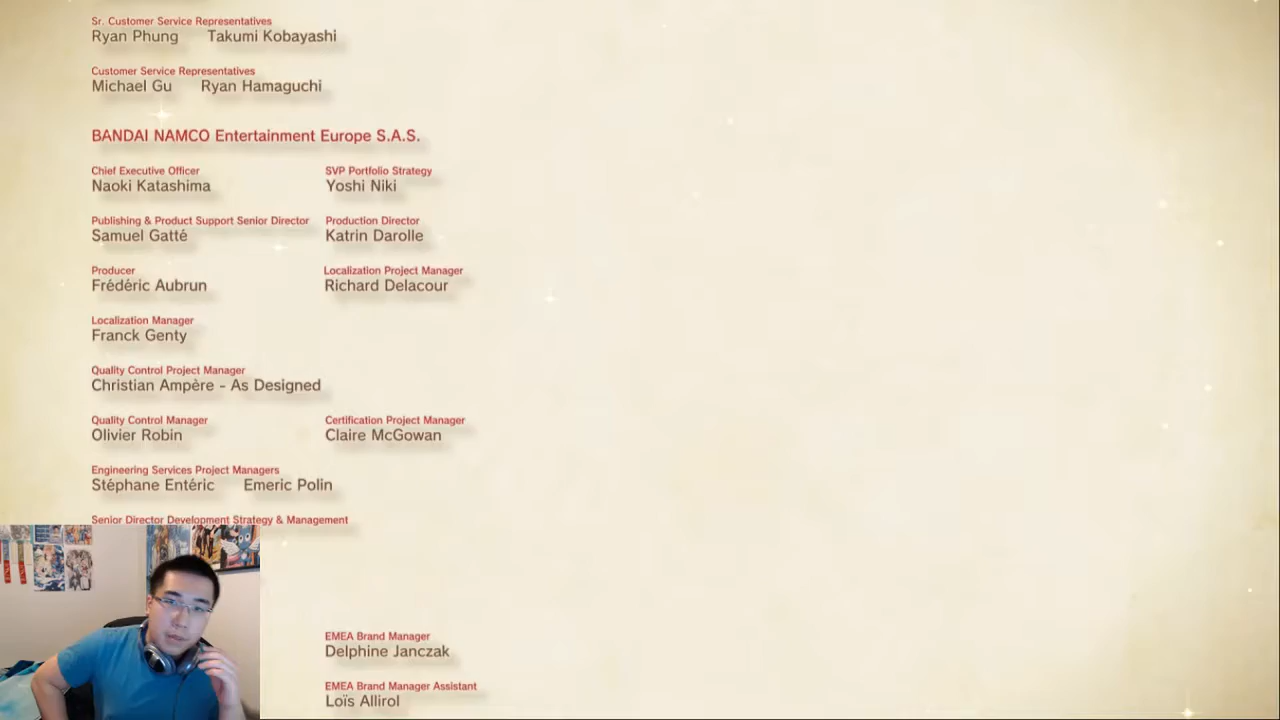 Sr. Customer Service Representatives
Ryan Phung Takumi Kobayashi
Customer Service Representatives
Michael Gu Ryan Hamaguchi
BANDAI NAMCO Entertainment Europe S.A.S.
Chief Executive Officer SVP Portfolio Strategy
Naoki Katashima Yoshi Niki
Publishing & Product Support Senior Director Production Director
Samuel Gatté Katrin Darolle
Producer Localization Project Manager
Frédéric Aubrun Richard Delacour
Localization Manager
Franck Genty
Quality Control Project Manager
Christian Ampère - As Designed
Quality Control Manager Certification Project Manager
Olivier Robin Claire McGowan
Engineering Services Project Managers
Stéphane Entéric Emeric Polin
Senior Director Development Strategy & Management
EMEA Brand Manager
Delphine Janczak
EMEA Brand Manager Assistant
Loïs Allirol